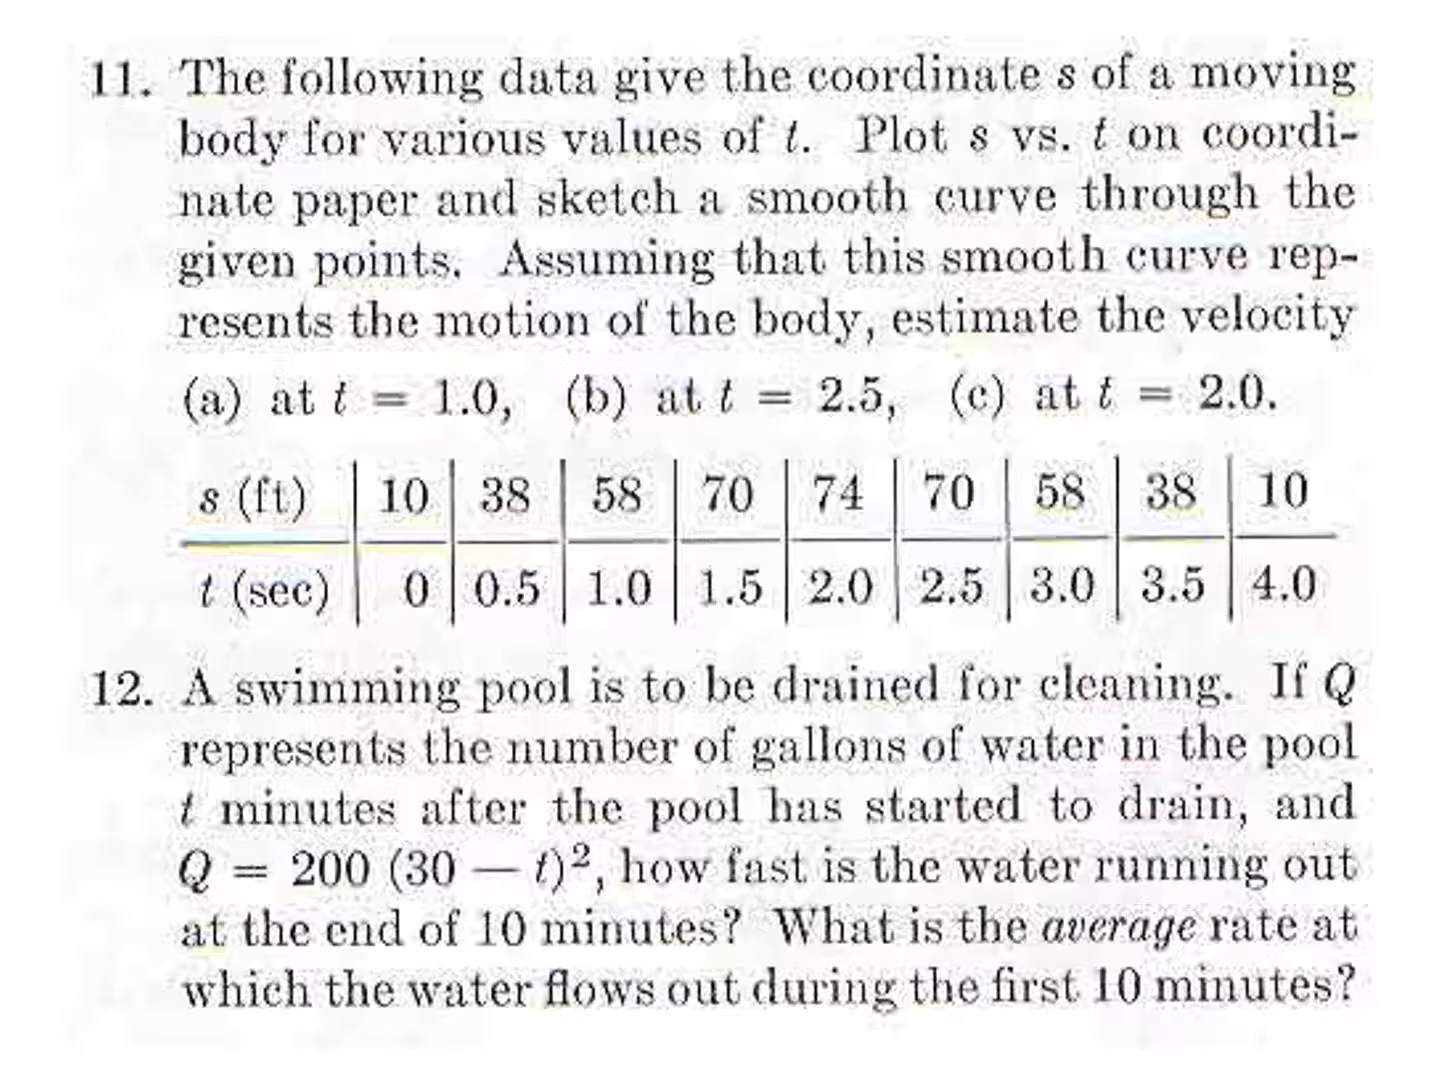 11. The following data give the coordinate s of a moving
body for various values of t. Plot s vs. t on coordi-
nate paper and sketch a smooth curve through the
given points. Assuming that this smooth curve rep-
resents the motion of the body, estimate the velocity
(a) at t = 1.0, (b) at t = 2.5, (c) at t = 2.0.
s (ft) | 10 | 38 | 58 | 70 | 74 | 70 | 58 | 38 | 10
t (sec) | 0 | 0.5 | 1.0 | 1.5 | 2.0 | 2.5 | 3.0 | 3.5 | 4.0
12. A swimming pool is to be drained for cleaning. If Q
represents the number of gallons of water in the pool
t minutes after the pool has started to drain, and
Q = 200 (30 — t)², how fast is the water running out
at the end of 10 minutes? What is the average rate at
which the water flows out during the first 10 minutes?